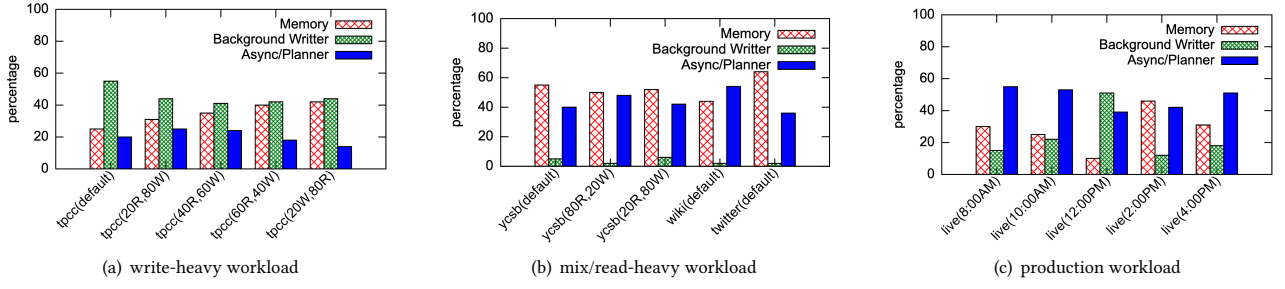 100
80
60
40
20
0
percentage
Memory
Background Writter
Async/Planner
tpcc(default)
tpcc(20R,80W)
tpcc(40R,60W)
tpcc(60R,40W)
tpcc(20W,80R)
(a) write-heavy workload
100
80
60
40
20
0
percentage
Memory
Background Writter
Async/Planner
ycsb(default)
ycsb(80R,20W)
ycsb(20R,80W)
wiki(default)
twitter(default)
(b) mix/read-heavy workload
100
80
60
40
20
0
percentage
Memory
Background Writter
Async/Planner
live(8:00AM)
live(10:00AM)
live(12:00PM)
live(2:00PM)
live(4:00PM)
(c) production workload